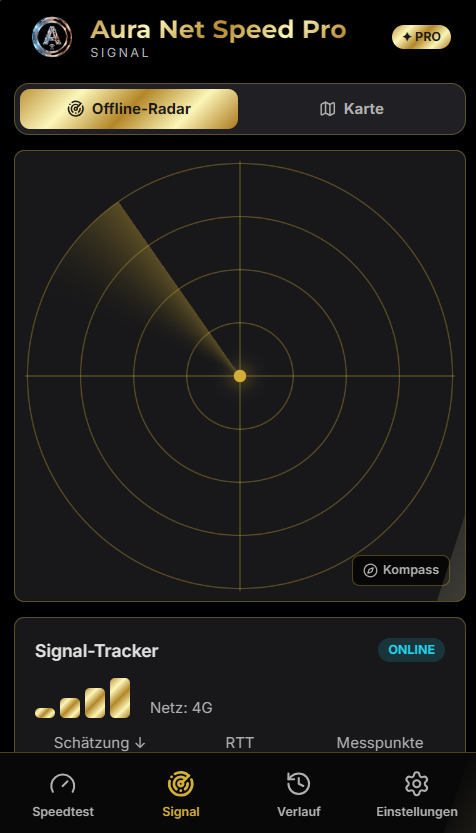 Aura Net Speed Pro
SIGNAL
PRO
Offline-Radar
Karte
Kompass
Signal-Tracker
ONLINE
Netz: 4G
Schätzung ↓ RTT Messpunkte
Speedtest Signal Verlauf Einstellungen